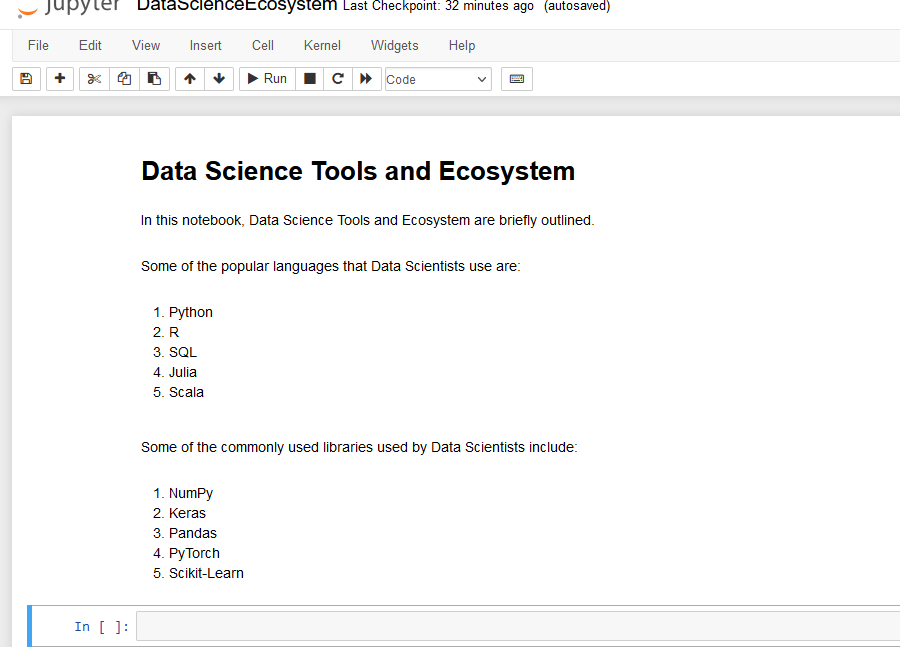 jupyter DataScienceEcosystem Last Checkpoint: 32 minutes ago (autosaved)
File Edit View Insert Cell Kernel Widgets Help
Run Code
Data Science Tools and Ecosystem
In this notebook, Data Science Tools and Ecosystem are briefly outlined.
Some of the popular languages that Data Scientists use are:
1. Python
2. R
3. SQL
4. Julia
5. Scala
Some of the commonly used libraries used by Data Scientists include:
1. NumPy
2. Keras
3. Pandas
4. PyTorch
5. Scikit-Learn
In [ ]: